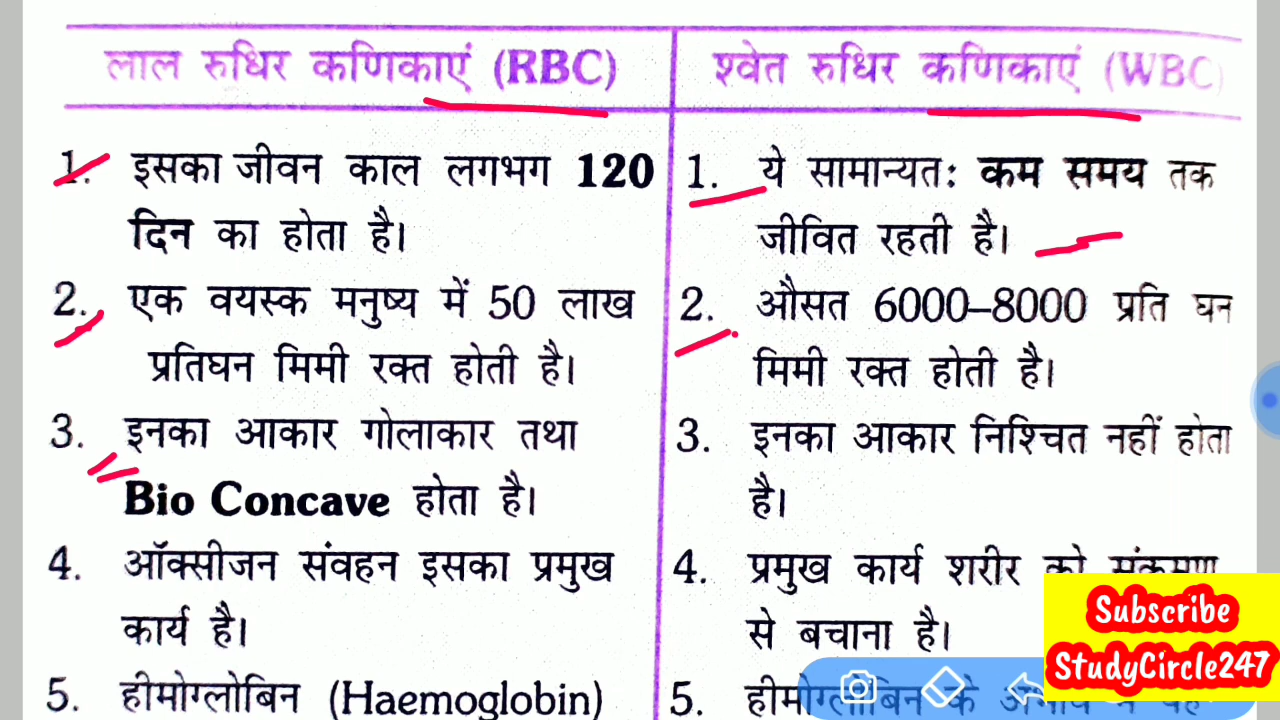 लाल रुधिर कणिकाएं (RBC)
1. इसका जीवन काल लगभग 120
दिन का होता है।
2. एक वयस्क मनुष्य में 50 लाख
प्रतिघन मिमी रक्त होती है।
3. इनका आकार गोलाकार तथा
Bio Concave होता है।
4. ऑक्सीजन संवहन इसका प्रमुख
कार्य है।
5. हीमोग्लोबिन (Haemoglobin)
श्वेत रुधिर कणिकाएं (WBC)
1. ये सामान्यतः कम समय तक
जीवित रहती है।
2. औसत 6000–8000 प्रति घन
मिमी रक्त होती है।
3. इनका आकार निश्चित नहीं होता
है।
4. प्रमुख कार्य शरीर को संक्रमण
से बचाना है।
5. हीमोग्लोबिन के
Subscribe
StudyCircle247